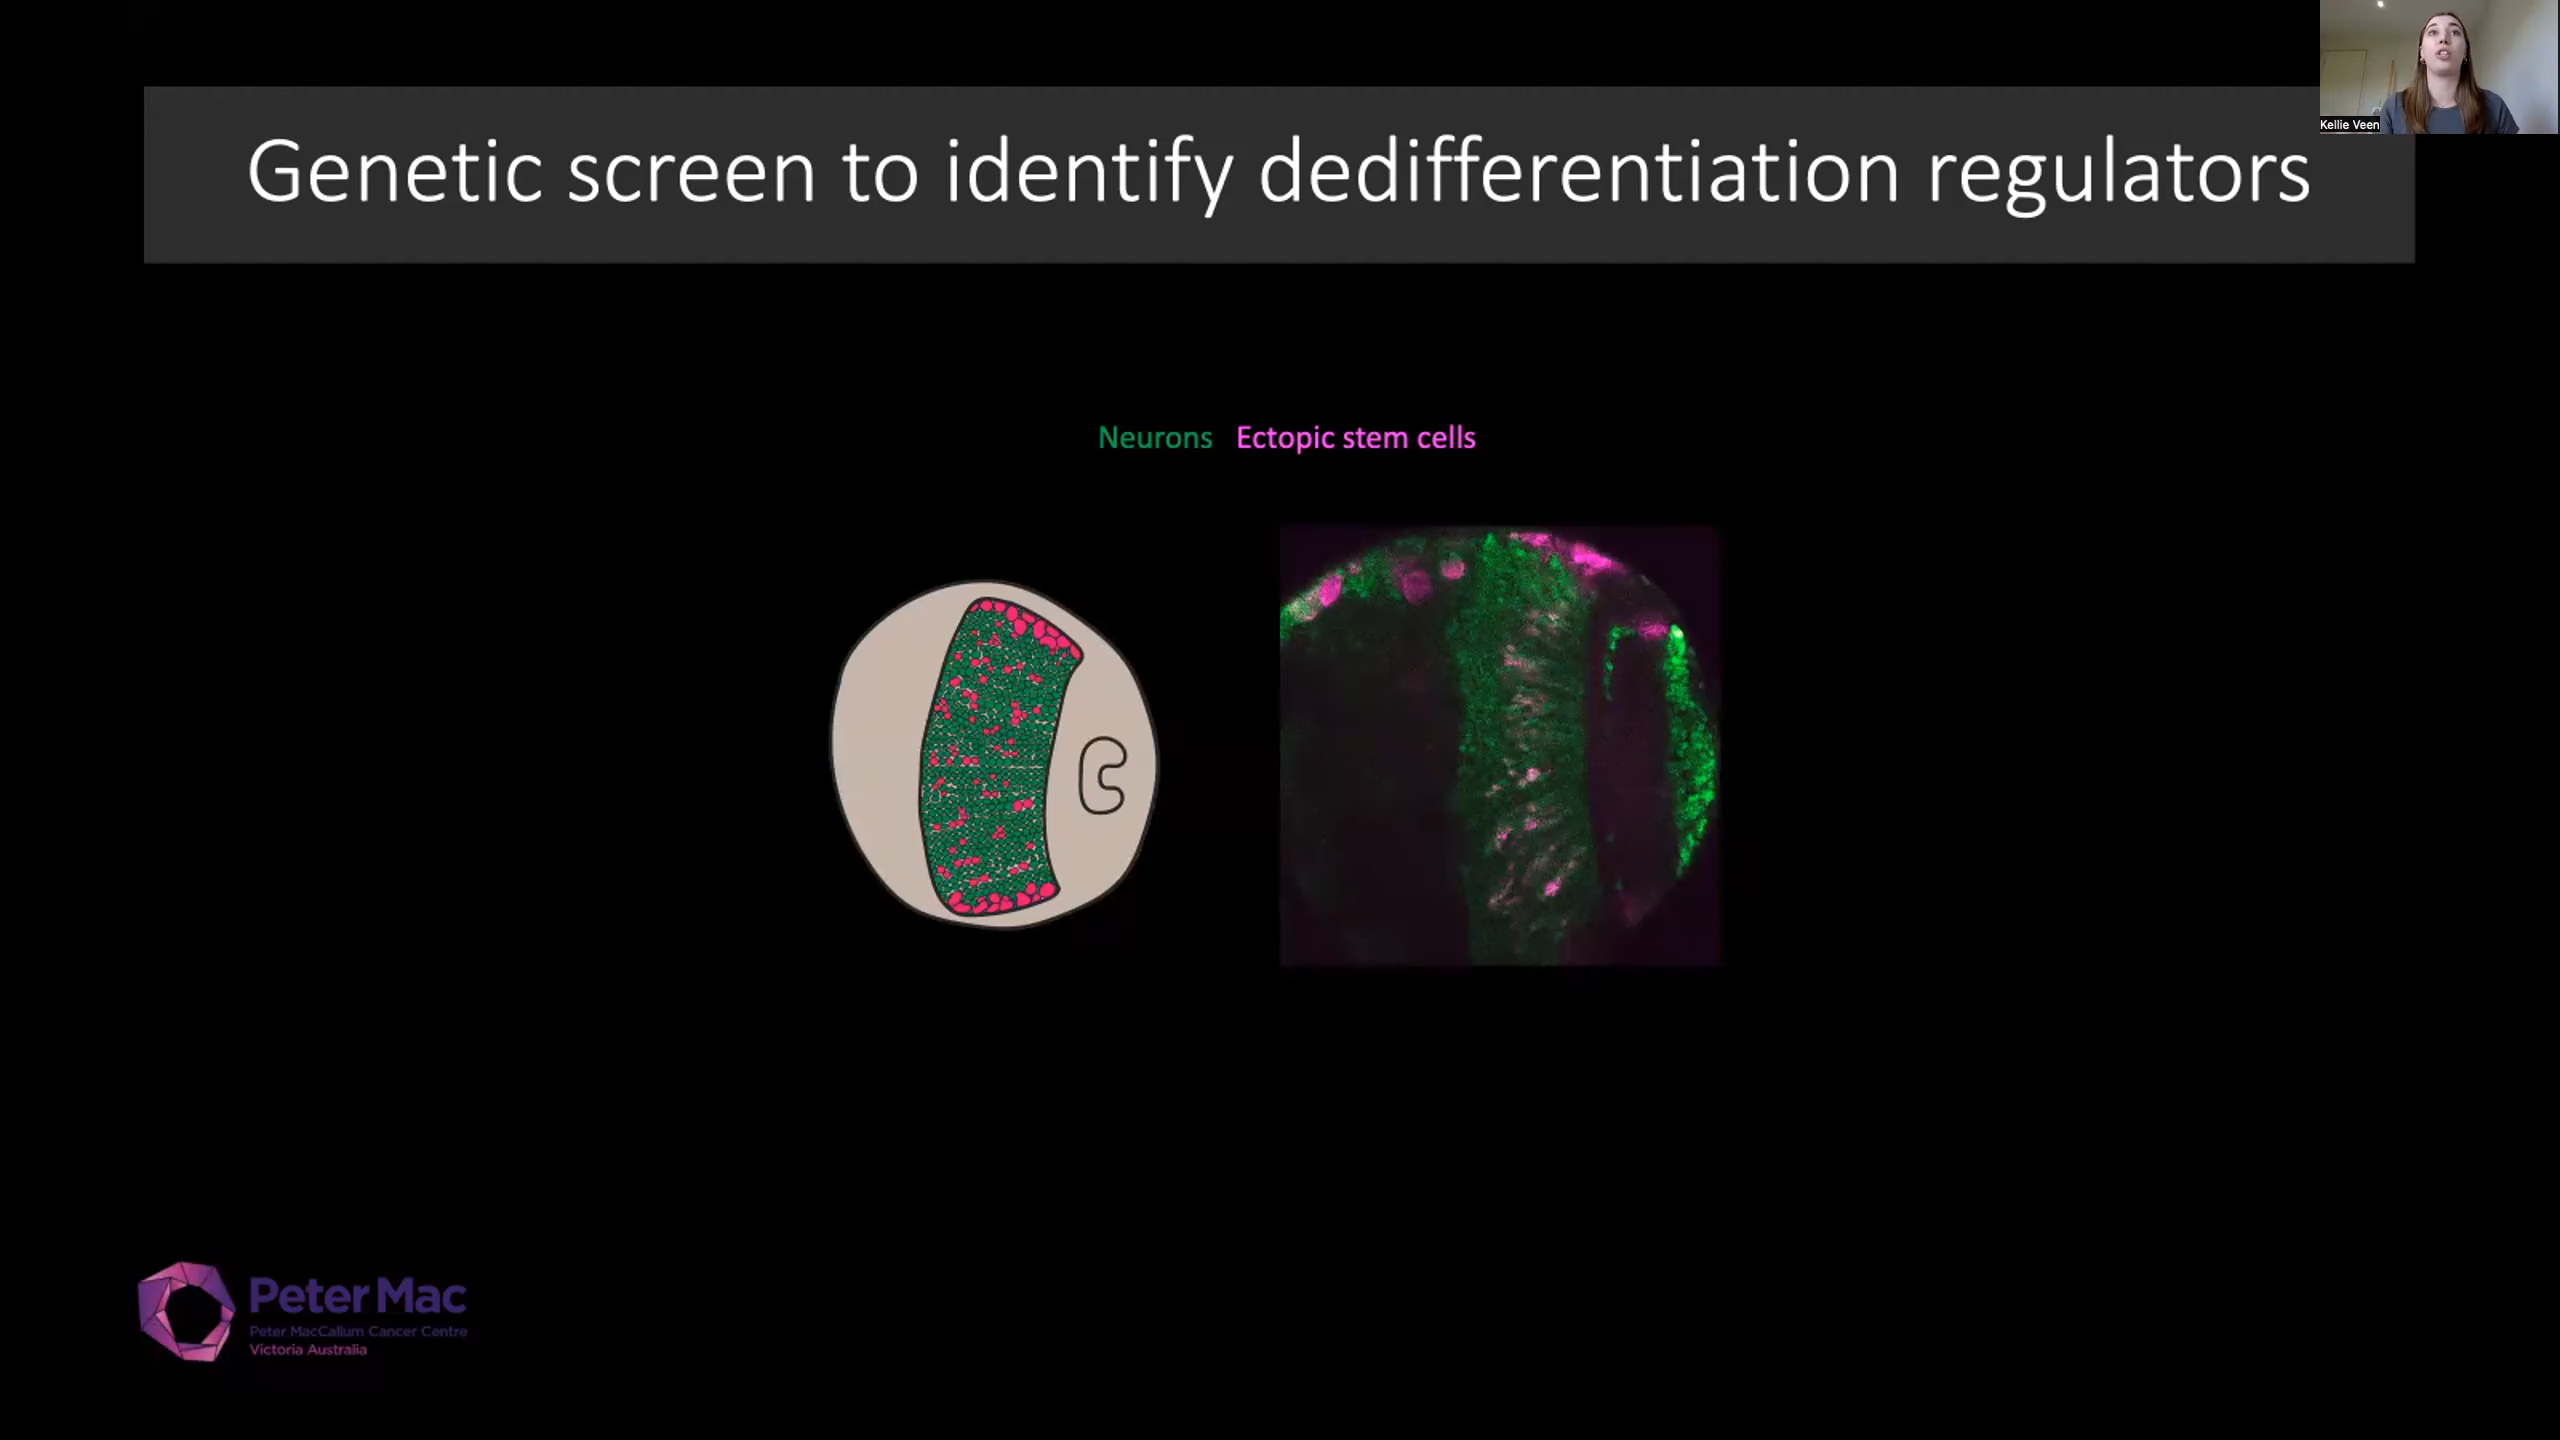 Kellie Veen
Genetic screen to identify dedifferentiation regulators
Neurons Ectopic stem cells
Peter Mac
Peter MacCallum Cancer Centre
Victoria Australia